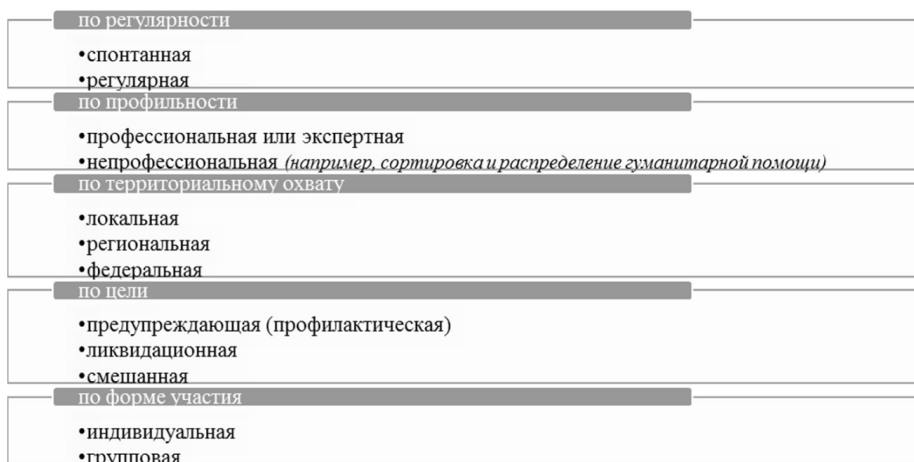 по регулярности
•спонтанная
•регулярная
по профильности
•профессиональная или экспертная
•непрофессиональная (например, сортировка и распределение гуманитарной помощи)
по территориальному охвату
•локальная
•региональная
•федеральная
по цели
•предупреждающая (профилактическая)
•ликвидационная
•смешанная
по форме участия
•индивидуальная
•групповая